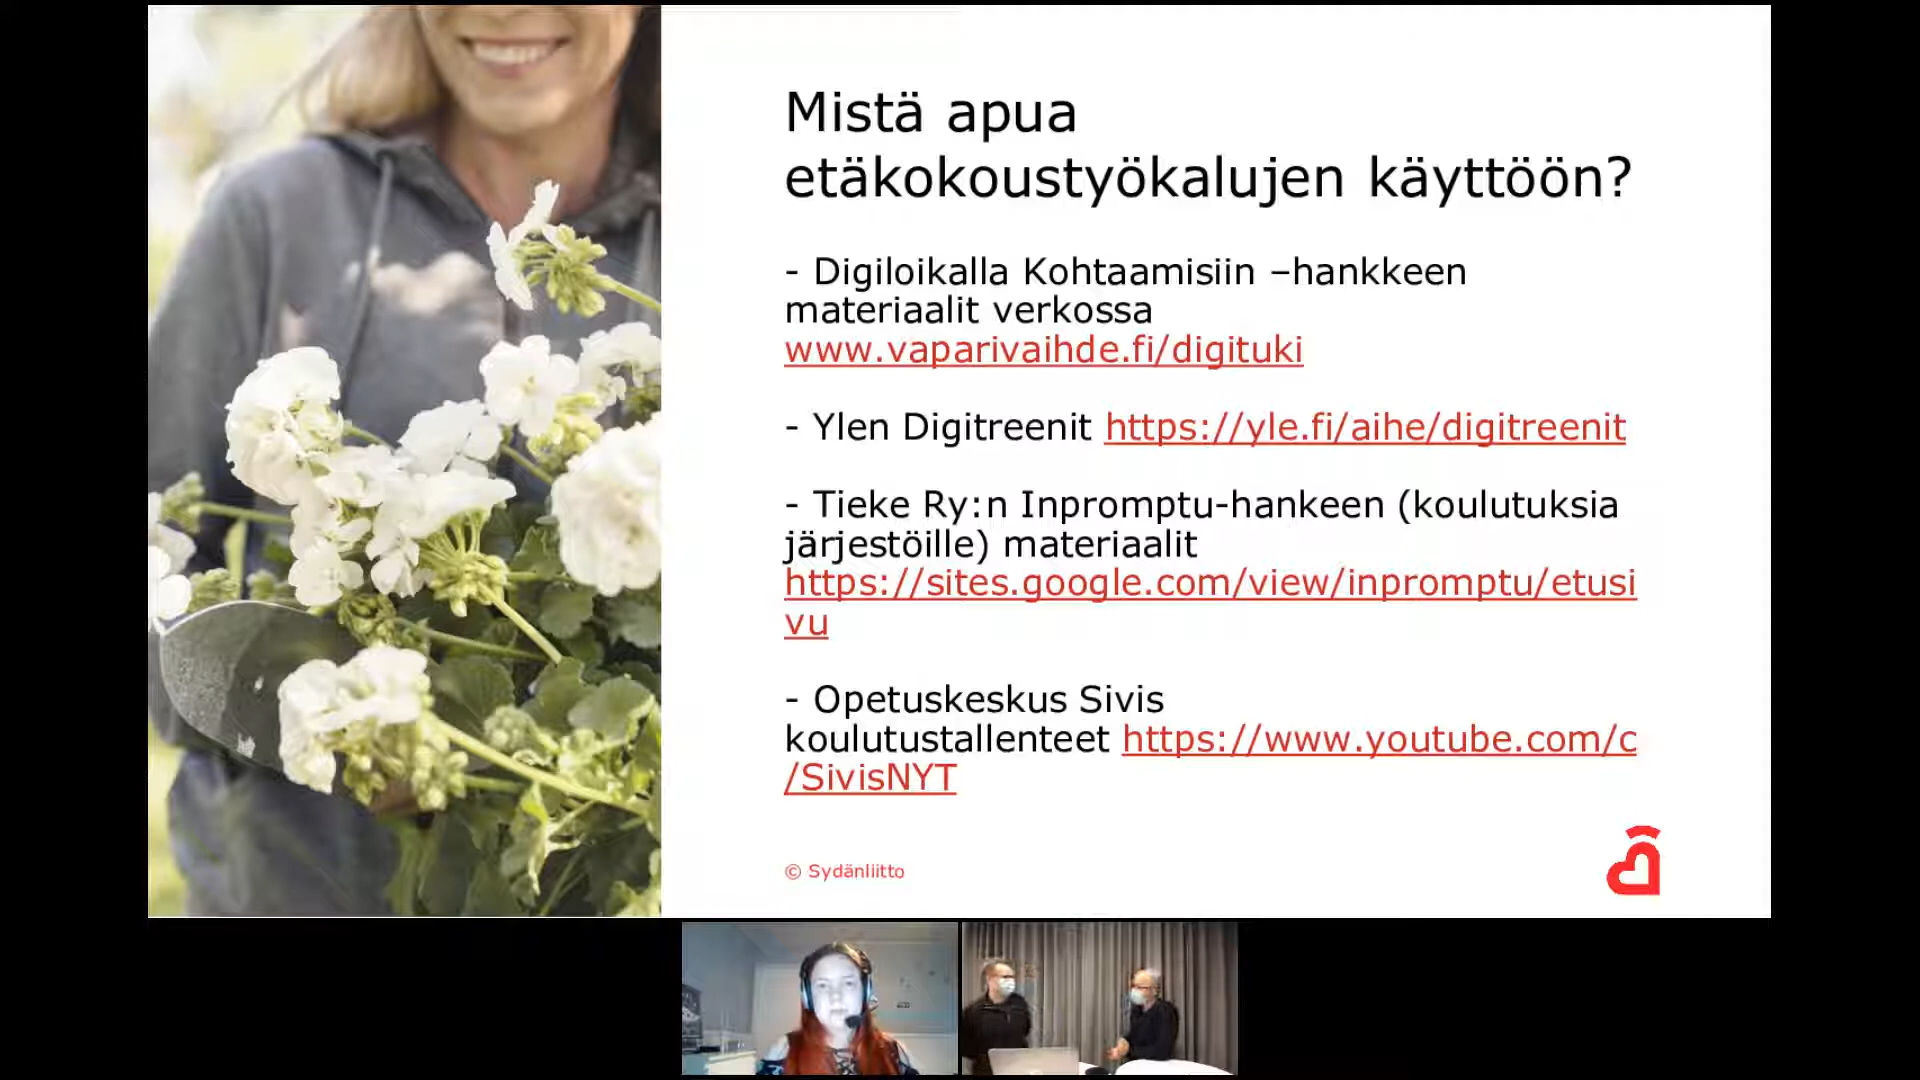 Mistä apua
etäkokoustyökalujen käyttöön?
- Digiloikalla Kohtaamisiin –hankkeen
materiaalit verkossa
www.vaparivaihde.fi/digituki
- Ylen Digitreenit https://yle.fi/aihe/digitreenit
- Tieke Ry:n Inpromptu-hankeen (koulutuksia
järjestöille) materiaalit
https://sites.google.com/view/inpromptu/etusi
vu
- Opetuskeskus Sivis
koulutustallenteet https://www.youtube.com/c
/SivisNYT
© Sydänliitto